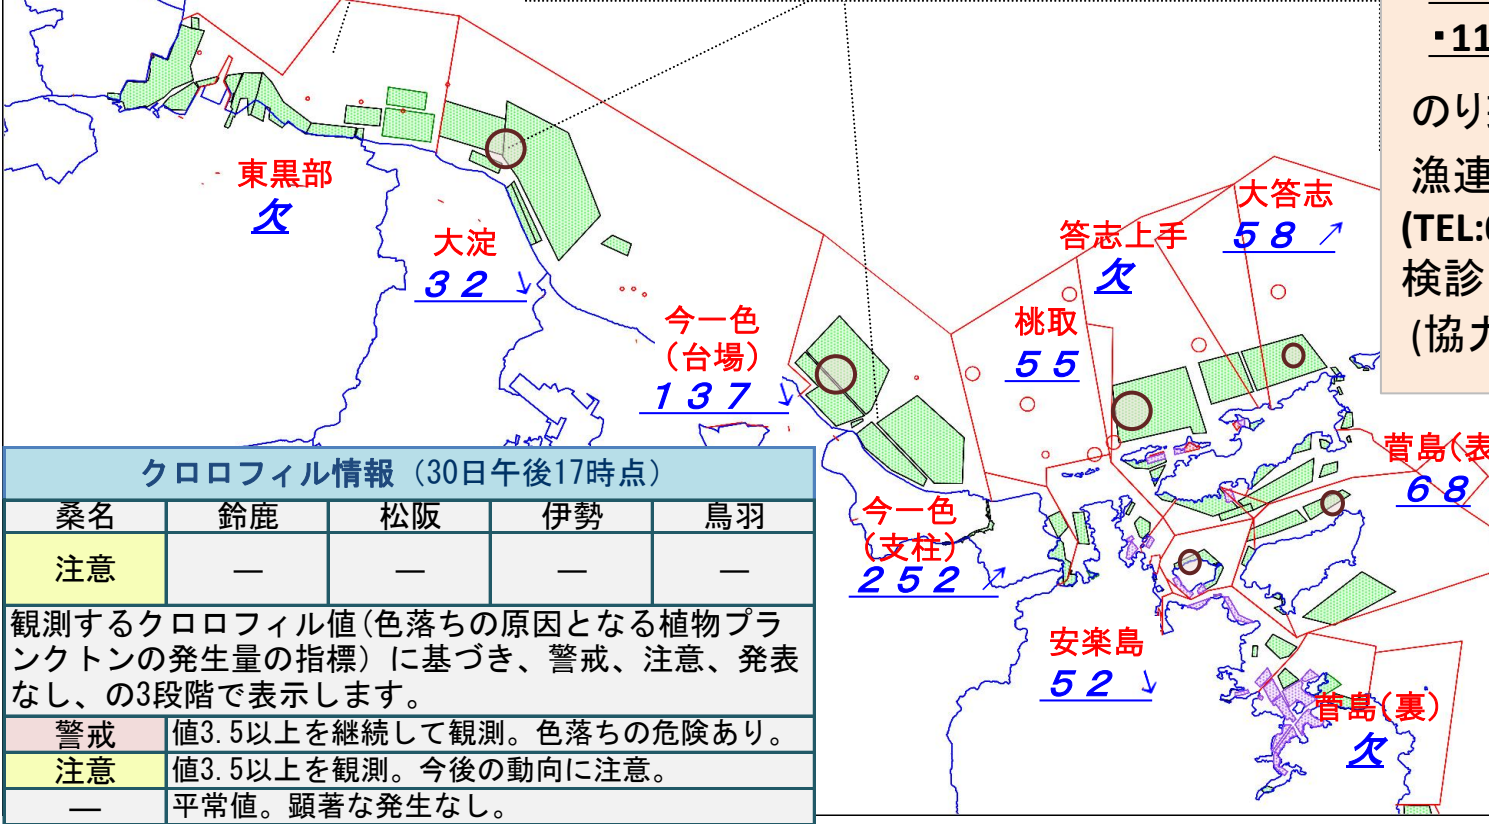 ・11
のり
漁連
(TEL:
検診
(協力
東黒部
欠
大淀
32 ↓
今一色
（台場）
137 ↓
桃取
55
答志上手
欠
大答志
58 ↗
菅島(表
68
今一色
（支柱）
252 ↗
安楽島
52 ↓
菅島(裏)
欠
クロロフィル情報（30日午後17時点）
桑名 鈴鹿 松阪 伊勢 鳥羽
注意 ― ― ― ―
観測するクロロフィル値(色落ちの原因となる植物プラ
ンクトンの発生量の指標）に基づき、警戒、注意、発表
なし、の3段階で表示します。
警戒 値3.5以上を継続して観測。色落ちの危険あり。
注意 値3.5以上を観測。今後の動向に注意。
― 平常値。顕著な発生なし。